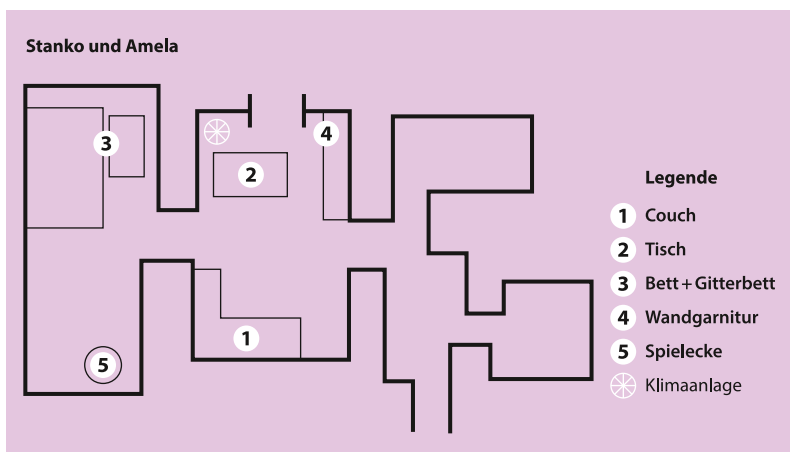 Stanko und Amela
3
4
2
1
5
Legende
1 Couch
2 Tisch
3 Bett + Gitterbett
4 Wandgarnitur
5 Spielecke
Klimaanlage